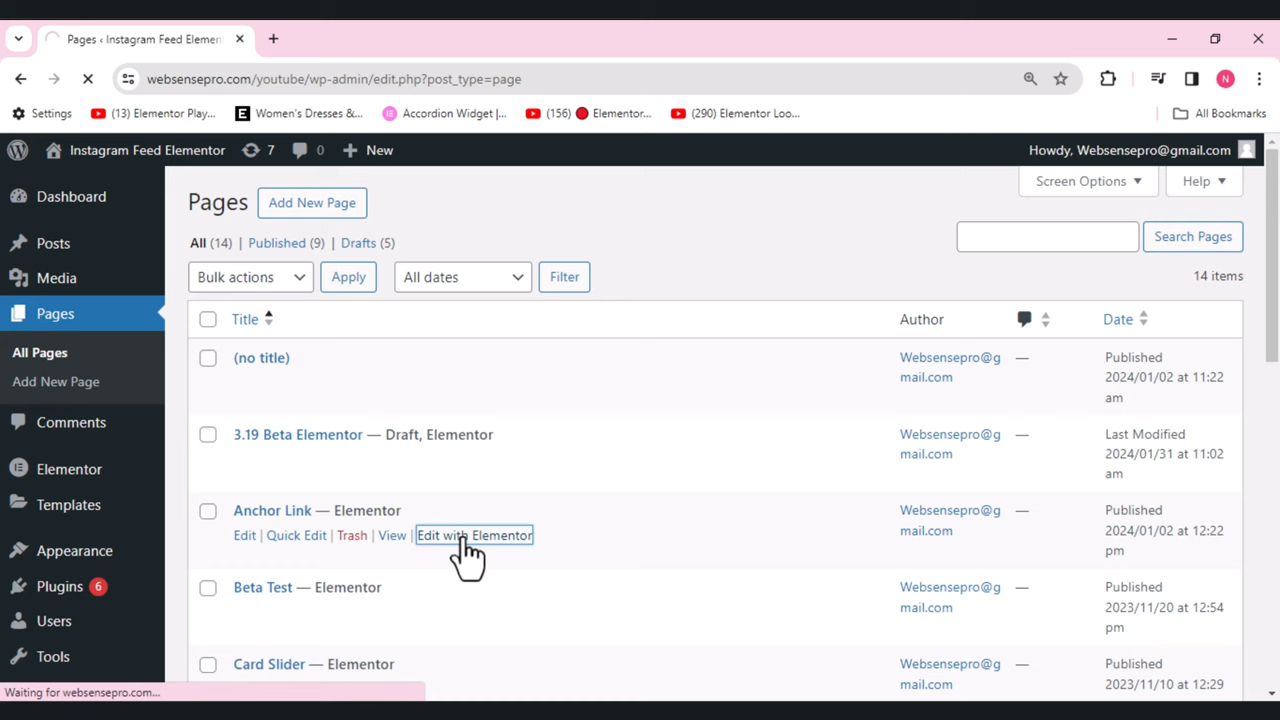 Pages ‹ Instagram Feed Elemen
websensepro.com/youtube/wp-admin/edit.php?post_type=page
N
Settings
(13) Elementor Play...
Women's Dresses &...
Accordion Widget |...
(156) 🔴 Elementor...
(290) Elementor Loo...
All Bookmarks
Instagram Feed Elementor
7
0
New
Howdy, Websensepro@gmail.com
Dashboard
Posts
Media
Pages
All Pages
Add New Page
Comments
Elementor
Templates
Appearance
Plugins 6
Users
Tools
Screen Options
Help
Pages
Add New Page
All (14) | Published (9) | Drafts (5)
Search Pages
Bulk actions
Apply
All dates
Filter
14 items
Title
Author
Date
(no title)
Websensepro@g
mail.com
—
Published
2024/01/02 at 11:22
am
3.19 Beta Elementor — Draft, Elementor
Websensepro@g
mail.com
—
Last Modified
2024/01/31 at 11:02
am
Anchor Link — Elementor
Edit | Quick Edit | Trash | View | Edit with Elementor
Websensepro@g
mail.com
—
Published
2024/01/02 at 12:22
pm
Beta Test — Elementor
Websensepro@g
mail.com
—
Published
2023/11/20 at 12:54
pm
Card Slider — Elementor
Websensepro@g
mail.com
—
Published
2023/11/10 at 12:29
Waiting for websensepro.com...